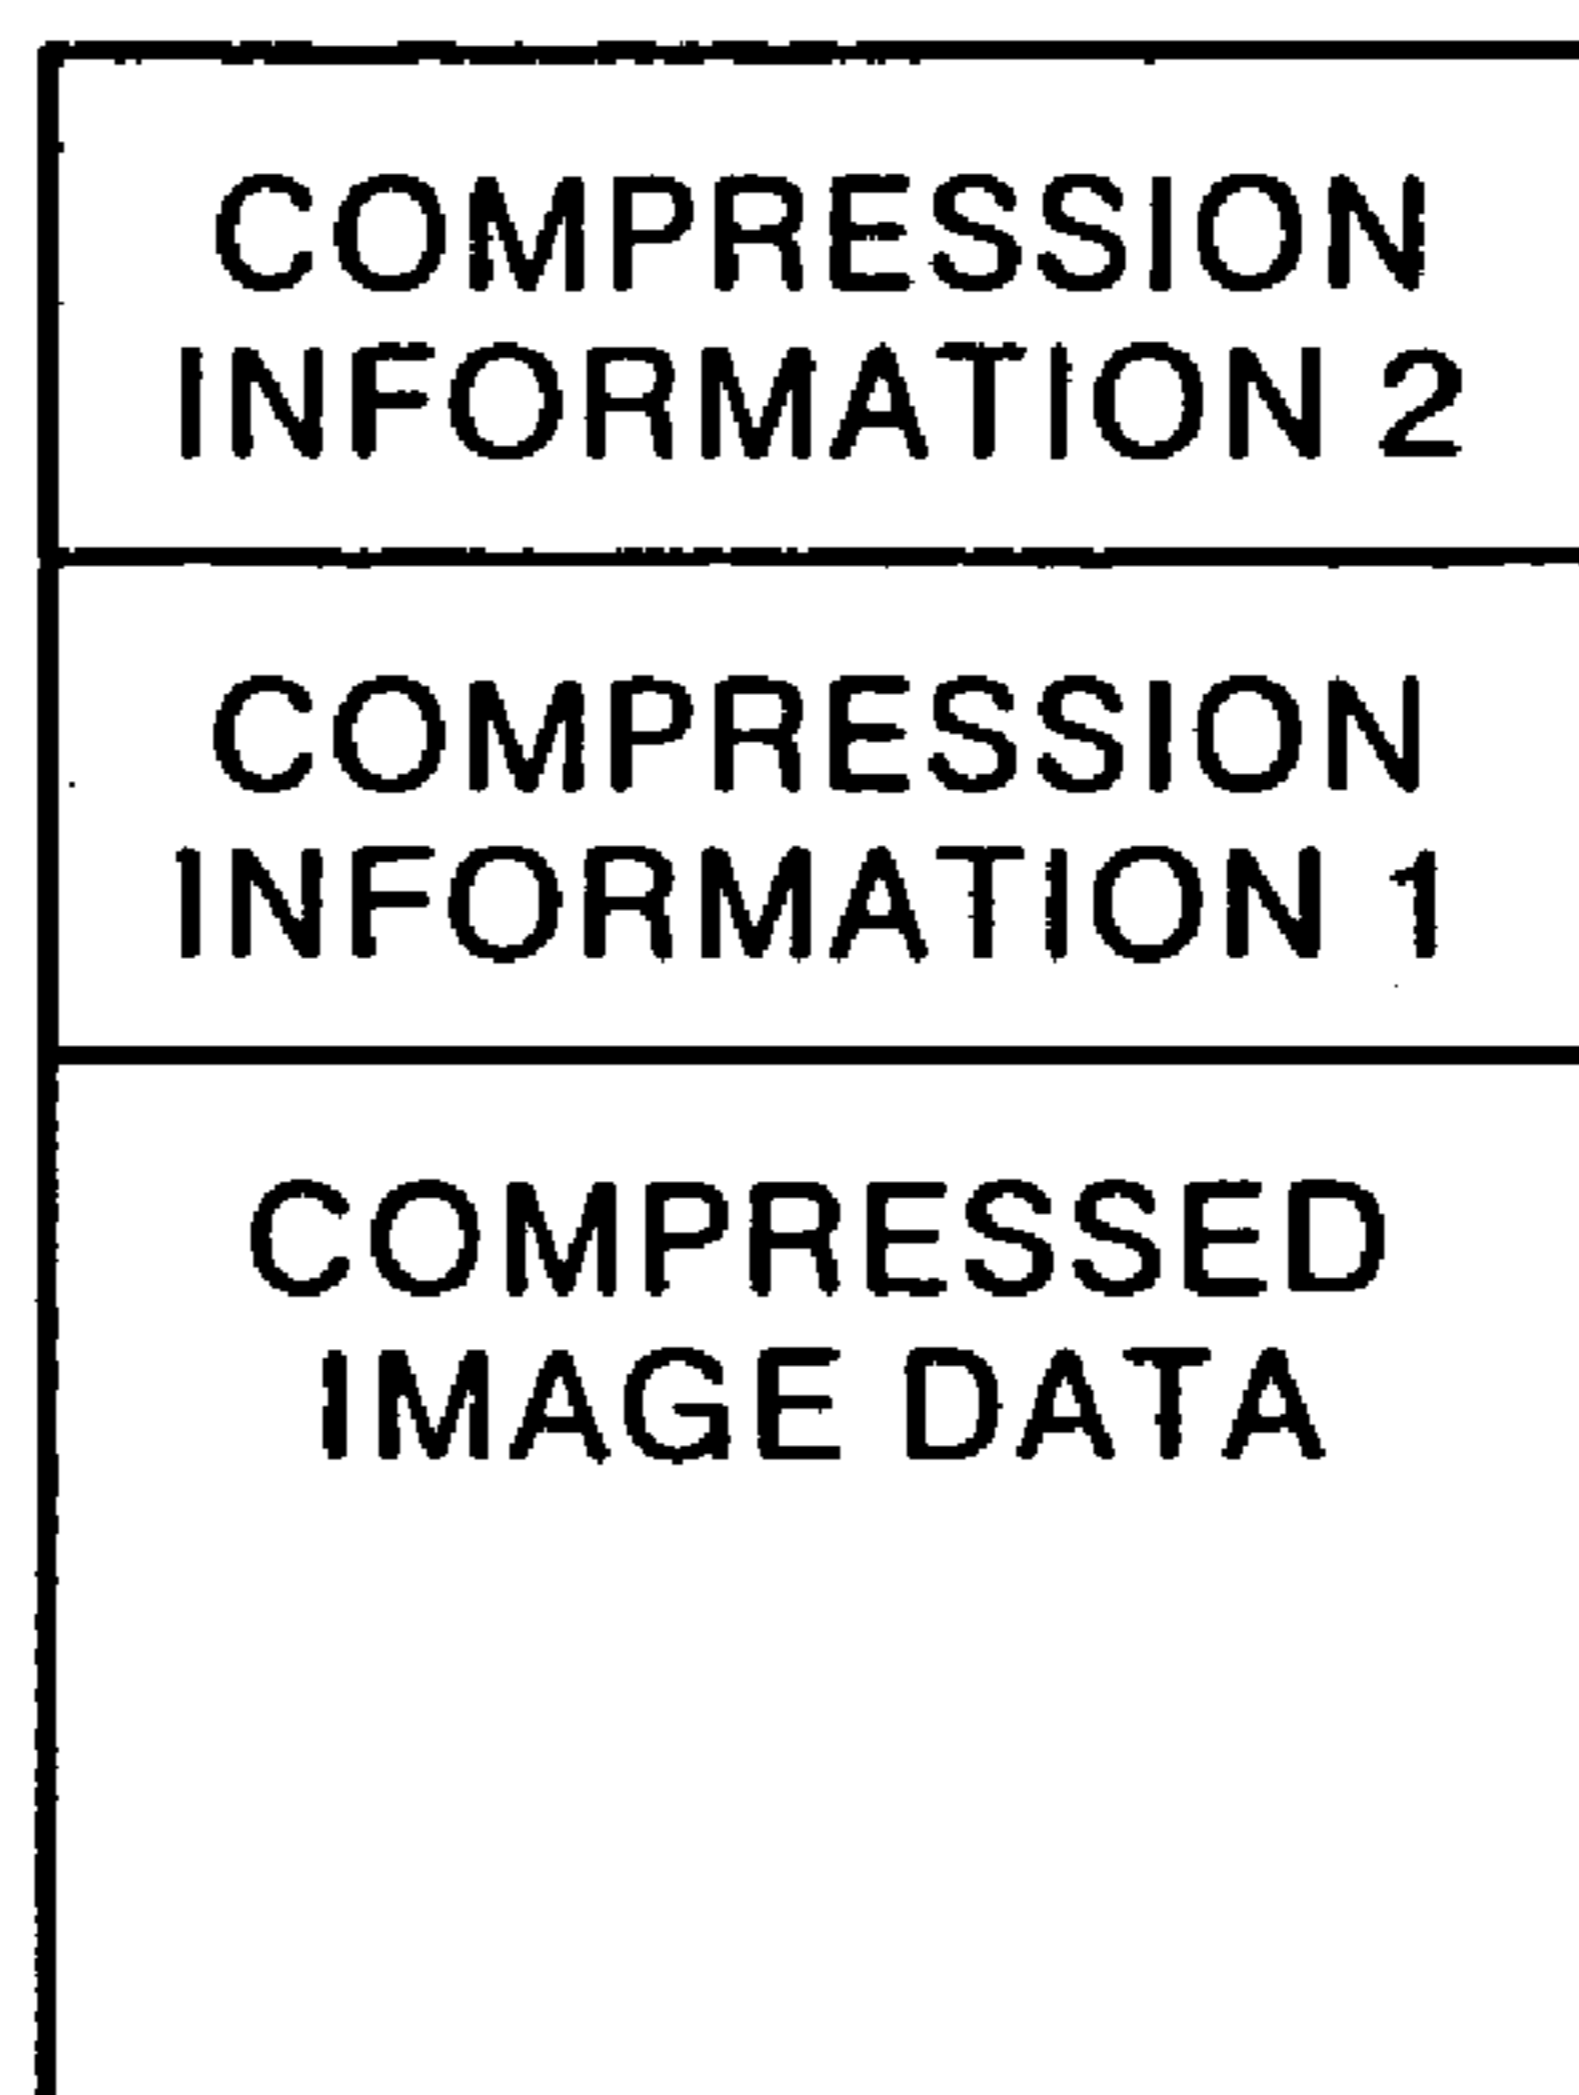 COMPRESSION
INFORMATION 2
COMPRESSION
INFORMATION 1
COMPRESSED
IMAGE DATA